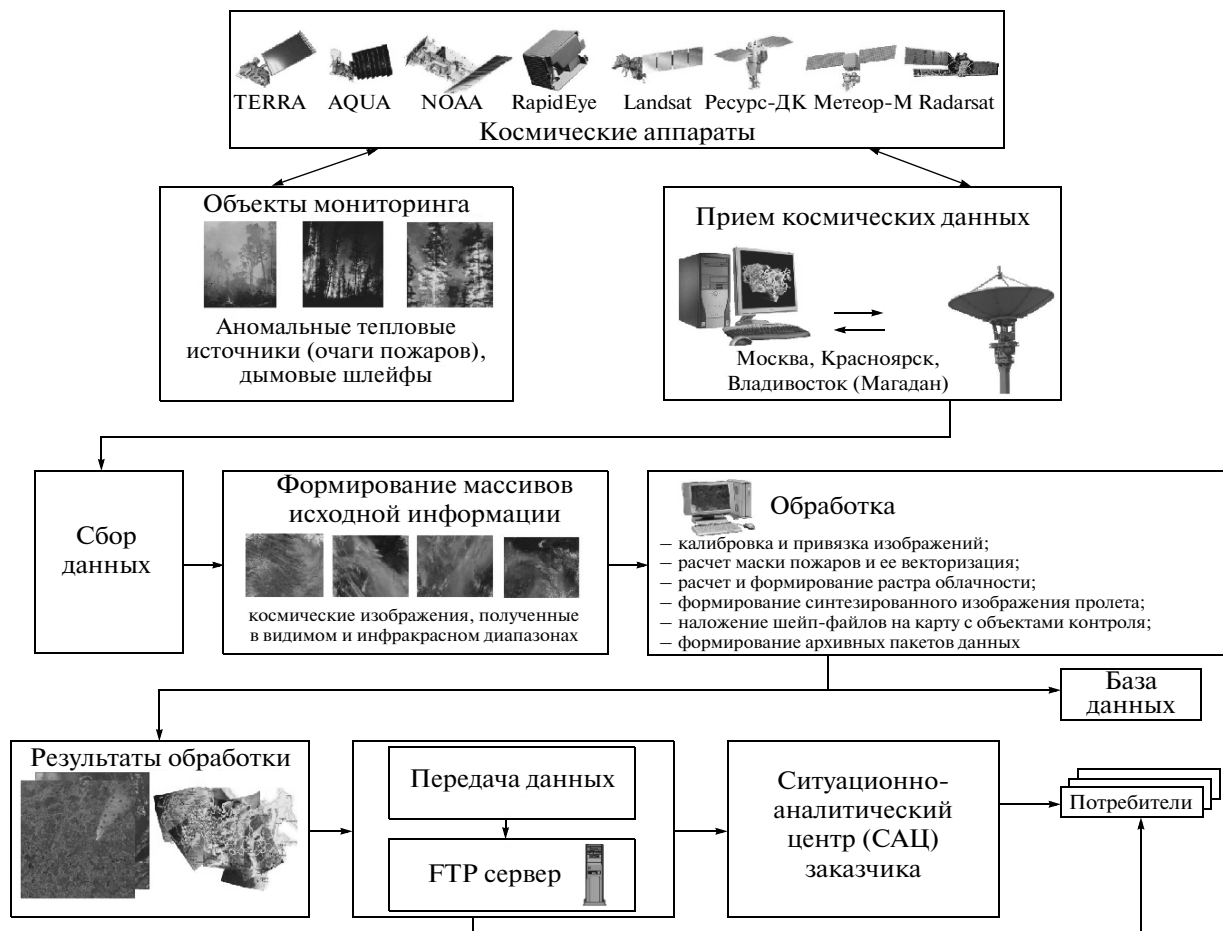 TERRA AQUA NOAA RapidEye Landsat Ресурс-ДК Метеор-М Radarsat
Космические аппараты
Объекты мониторинга
Аномальные тепловые
источники (очаги пожаров),
дымовые шлейфы
Прием космических данных
Москва, Красноярск,
Владивосток (Магадан)
Сбор
данных
Формирование массивов
исходной информации
космические изображения, полученные
в видимом и инфракрасном диапазонах
Обработка
– калибровка и привязка изображений;
– расчет маски пожаров и ее векторизация;
– расчет и формирование растра облачности;
– формирование синтезированного изображения пролета;
– наложение шейп-файлов на карту с объектами контроля;
– формирование архивных пакетов данных
База
данных
Результаты обработки
Передача данных
FTP сервер
Ситуационно-
аналитический
центр (САЦ)
заказчика
Потребители